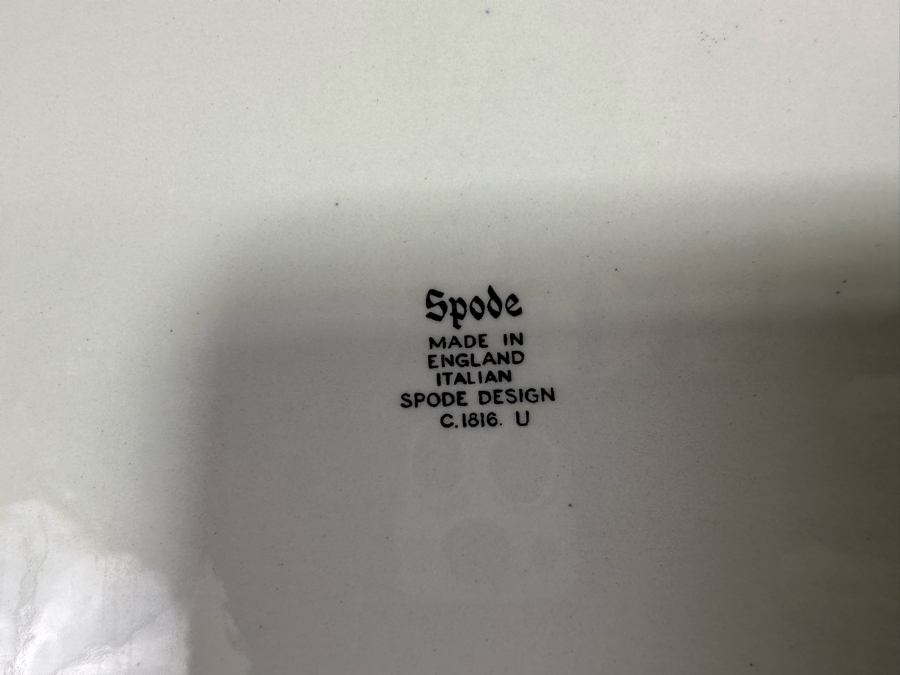 Spode
MADE IN
ENGLAND
ITALIAN
SPODE DESIGN
C.1816. U